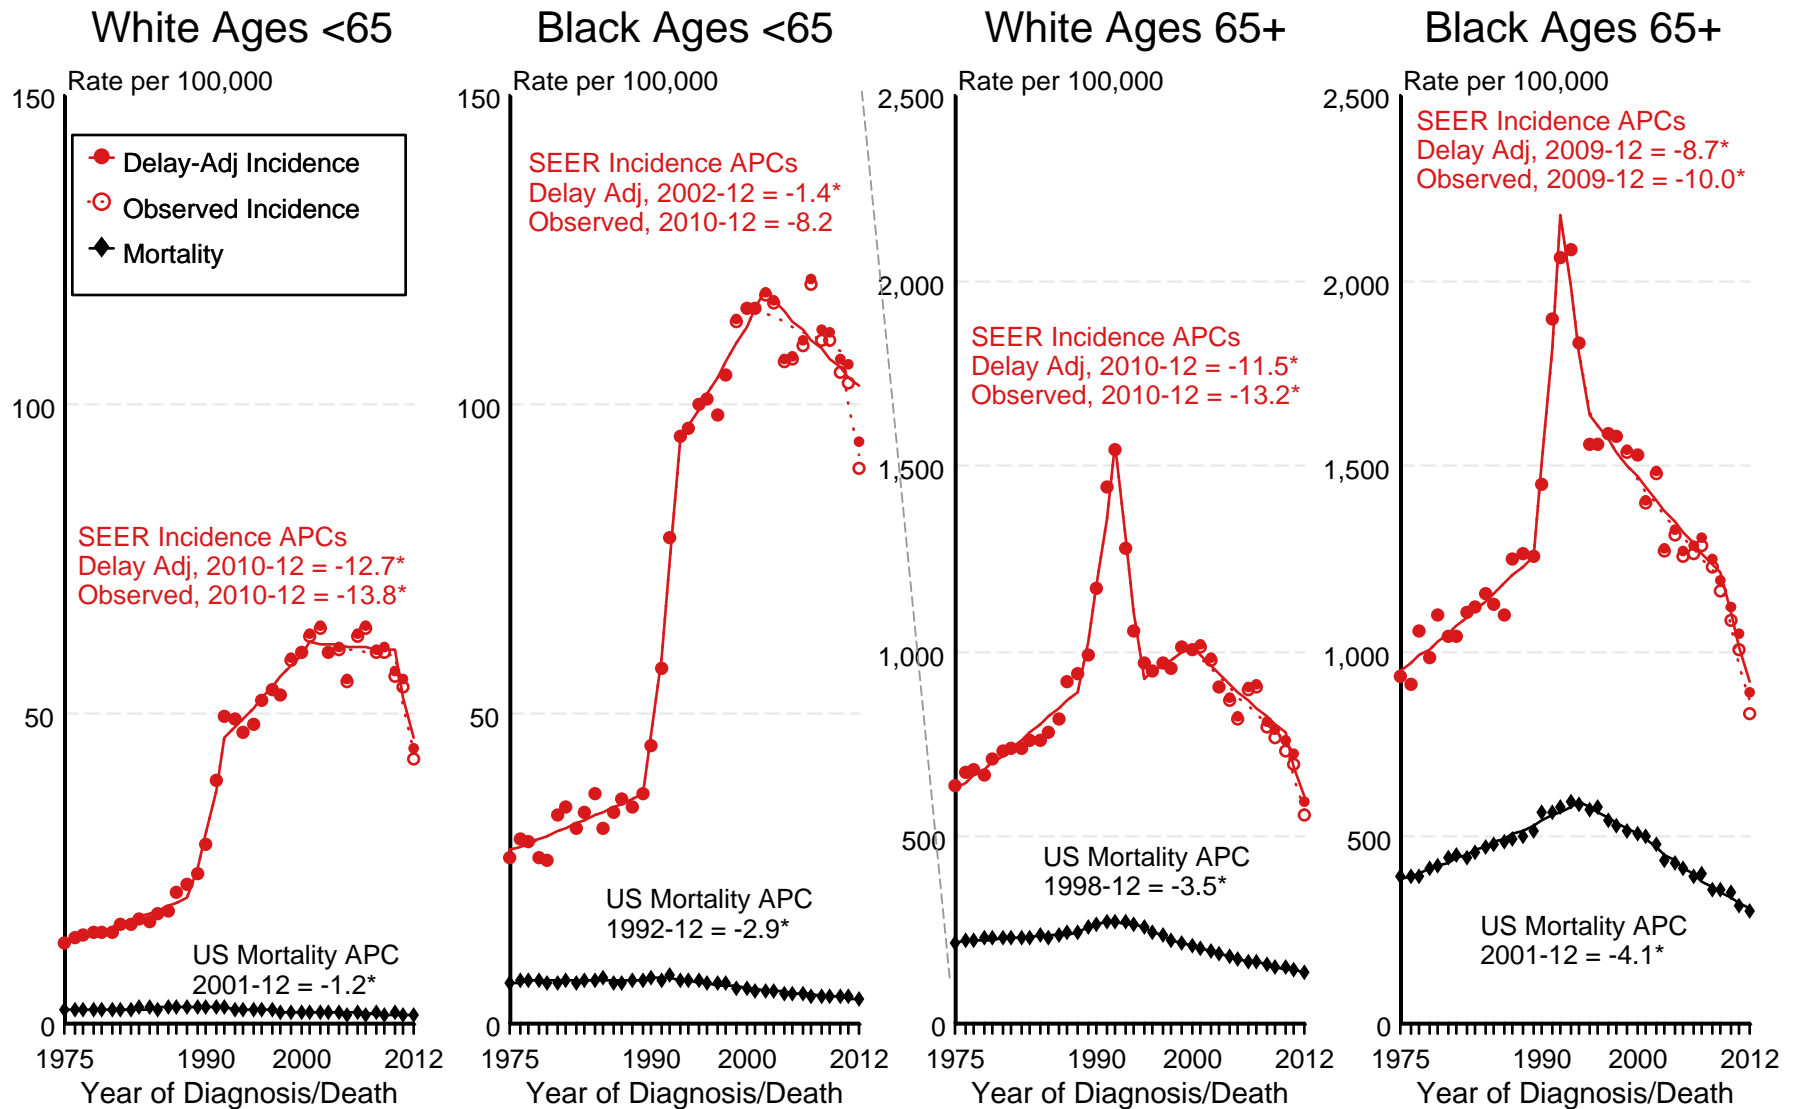 White Ages <65
Rate per 100,000
150
100
50
0
Delay-Adj Incidence
Observed Incidence
Mortality
SEER Incidence APCs
Delay Adj, 2010-12 = -12.7*
Observed, 2010-12 = -13.8*
US Mortality APC
2001-12 = -1.2*
1975 1990 2000 2012
Year of Diagnosis/Death
Black Ages <65
Rate per 100,000
150
100
50
0
SEER Incidence APCs
Delay Adj, 2002-12 = -1.4*
Observed, 2010-12 = -8.2
US Mortality APC
1992-12 = -2.9*
1975 1990 2000 2012
Year of Diagnosis/Death
White Ages 65+
Rate per 100,000
2,500
2,000
1,500
1,000
500
0
SEER Incidence APCs
Delay Adj, 2010-12 = -11.5*
Observed, 2010-12 = -13.2*
US Mortality APC
1998-12 = -3.5*
1975 1990 2000 2012
Year of Diagnosis/Death
Black Ages 65+
Rate per 100,000
2,500
2,000
1,500
1,000
500
0
SEER Incidence APCs
Delay Adj, 2009-12 = -8.7*
Observed, 2009-12 = -10.0*
US Mortality APC
2001-12 = -4.1*
1975 1990 2000 2012
Year of Diagnosis/Death